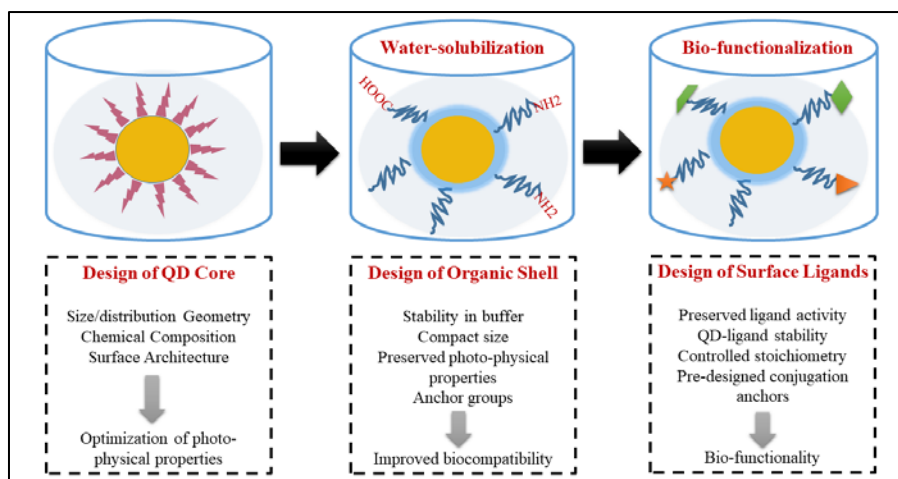 Water-solubilization
Bio-functionalization
HOOC
NH2
NH2
Design of QD Core
Size/distribution Geometry
Chemical Composition
Surface Architecture
Optimization of photo-
physical properties
Design of Organic Shell
Stability in buffer
Compact size
Preserved photo-physical
properties
Anchor groups
Improved biocompatibility
Design of Surface Ligands
Preserved ligand activity
QD-ligand stability
Controlled stoichiometry
Pre-designed conjugation
anchors
Bio-functionality